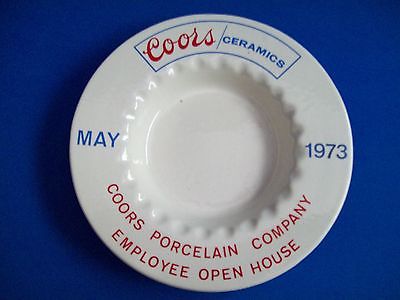 Coors / CERAMICS
MAY 1973
COORS PORCELAIN COMPANY
EMPLOYEE OPEN HOUSE